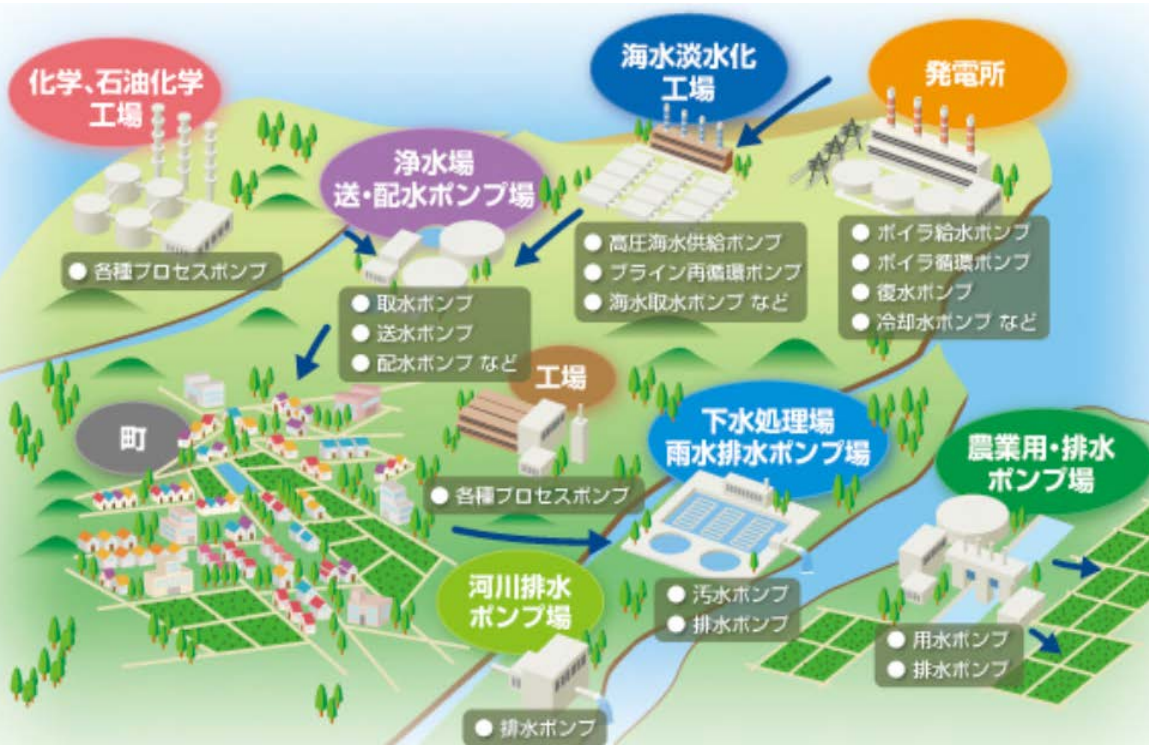 化学、石油化学
工場
● 各種プロセスポンプ
浄水場
送・配水ポンプ場
● 取水ポンプ
● 送水ポンプ
● 配水ポンプ など
海水淡水化
工場
● 高圧海水供給ポンプ
● ブライン再循環ポンプ
● 海水取水ポンプ など
発電所
● ボイラ給水ポンプ
● ボイラ循環ポンプ
● 復水ポンプ
● 冷却水ポンプ など
町
工場
● 各種プロセスポンプ
下水処理場
雨水排水ポンプ場
● 汚水ポンプ
● 排水ポンプ
農業用・排水
ポンプ場
● 用水ポンプ
● 排水ポンプ
河川排水
ポンプ場
● 排水ポンプ